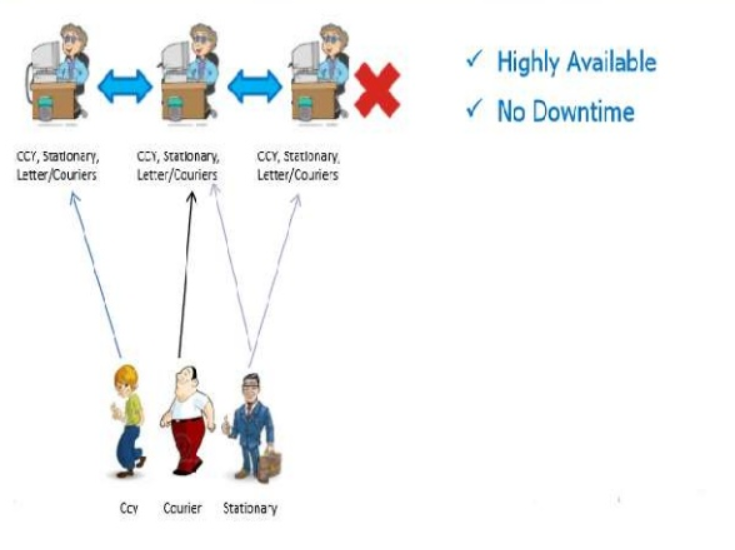 ✓ Highly Available
✓ No Downtime
CCY, Stationary,
Letter/Couriers
CCY, Stationary,
Letter/Couriers
CCY, Stationary,
Letter/Couriers
Ccy
Courier
Stationary